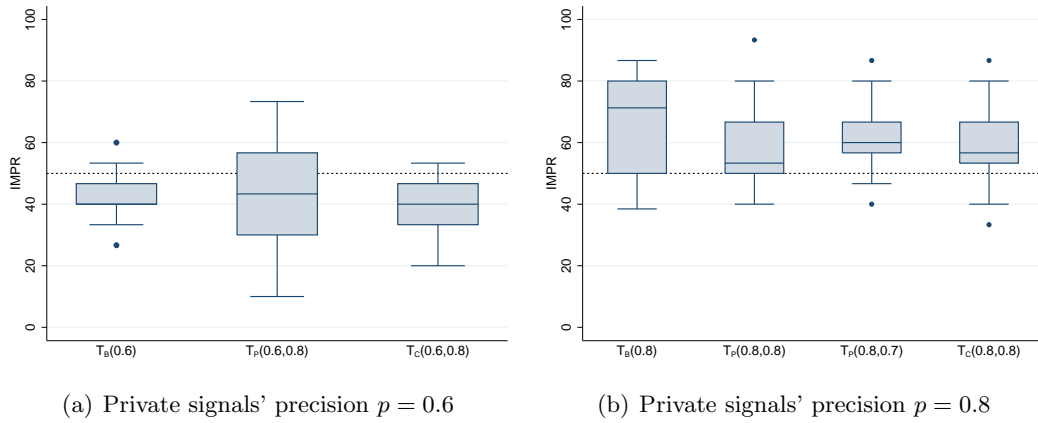 100
80
60
40
20
0
IMPR
T_B(0.6)
T_P(0.6,0.8)
T_C(0.6,0.8)
(a) Private signals' precision p = 0.6
100
80
60
40
20
0
IMPR
T_B(0.8)
T_P(0.8,0.8)
T_P(0.8,0.7)
T_C(0.8,0.8)
(b) Private signals' precision p = 0.8